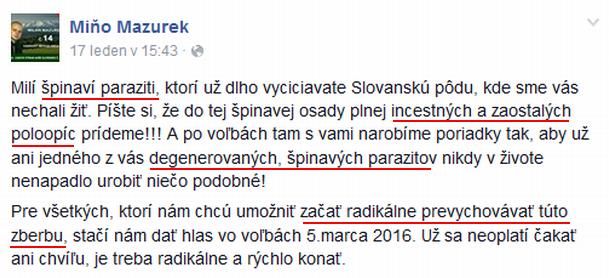 MILAN MAZUR
č 14
Miňo Mazurek
17 leden v 15:43 ·
Milí špinaví paraziti, ktorí už dlho vyciciavate Slovanskú pôdu, kde sme vás
nechali žiť. Píšte si, že do tej špinavej osady plnej incestných a zaostalých
poloopíc prídeme!!! A po voľbách tam s vami narobíme poriadky tak, aby už
ani jedného z vás degenerovaných, špinavých parazitov nikdy v živote
nenapadlo urobiť niečo podobné!
Pre všetkých, ktorí nám chcú umožniť začať radikálne prevychovávať túto
zberbu, stačí nám dať hlas vo voľbách 5.marca 2016. Už sa neoplatí čakať
ani chvíľu, je treba radikálne a rýchlo konať.